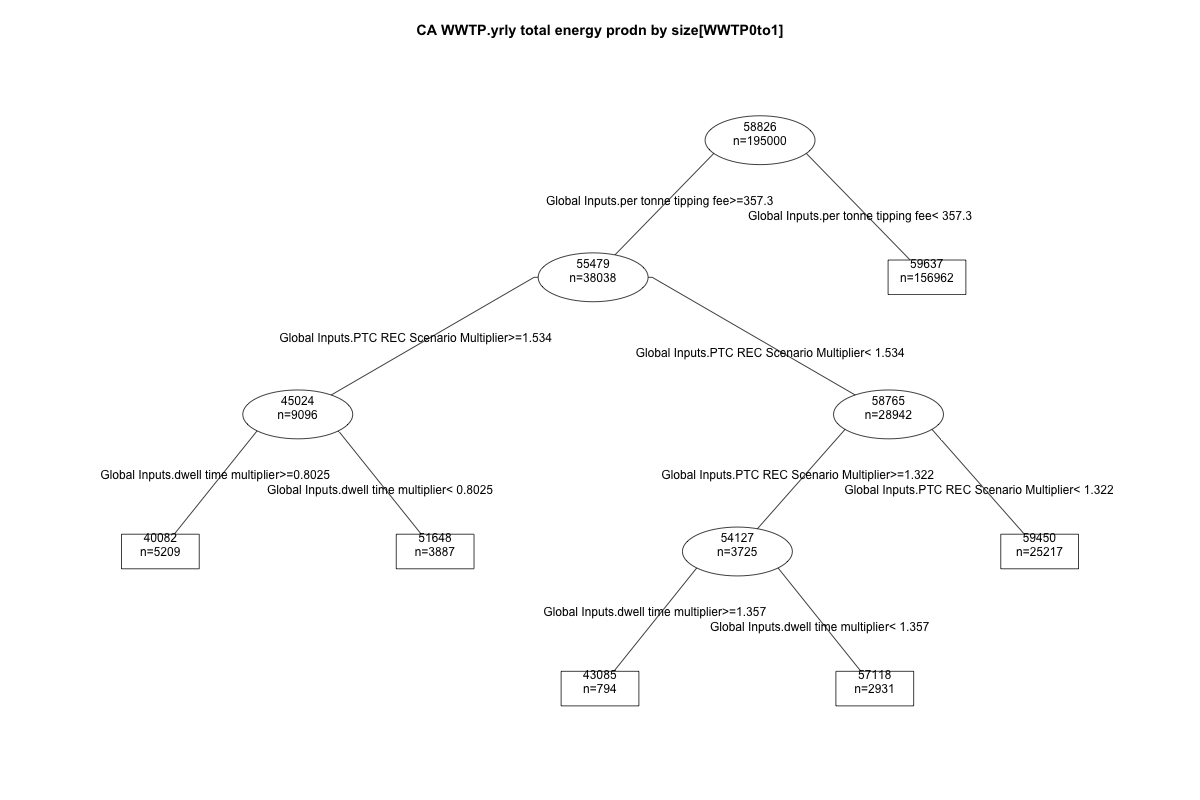 CA WWTP.yrly total energy prodn by size[WWTP0to1]
58826
n=195000
Global Inputs.per tonne tipping fee>=357.3
Global Inputs.per tonne tipping fee< 357.3
55479
n=38038
59637
n=156962
Global Inputs.PTC REC Scenario Multiplier>=1.534
Global Inputs.PTC REC Scenario Multiplier< 1.534
45024
n=9096
58765
n=28942
Global Inputs.dwell time multiplier>=0.8025
Global Inputs.dwell time multiplier< 0.8025
Global Inputs.PTC REC Scenario Multiplier>=1.322
Global Inputs.PTC REC Scenario Multiplier< 1.322
40082
n=5209
51648
n=3887
54127
n=3725
59450
n=25217
Global Inputs.dwell time multiplier>=1.357
Global Inputs.dwell time multiplier< 1.357
43085
n=794
57118
n=2931